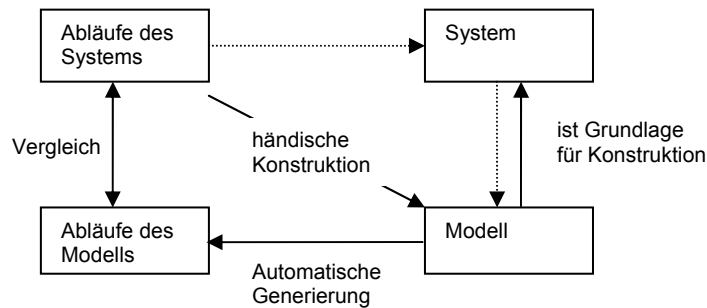 Abläufe des
Systems
System
Vergleich
händische
Konstruktion
ist Grundlage
für Konstruktion
Abläufe des
Modells
Modell
Automatische
Generierung